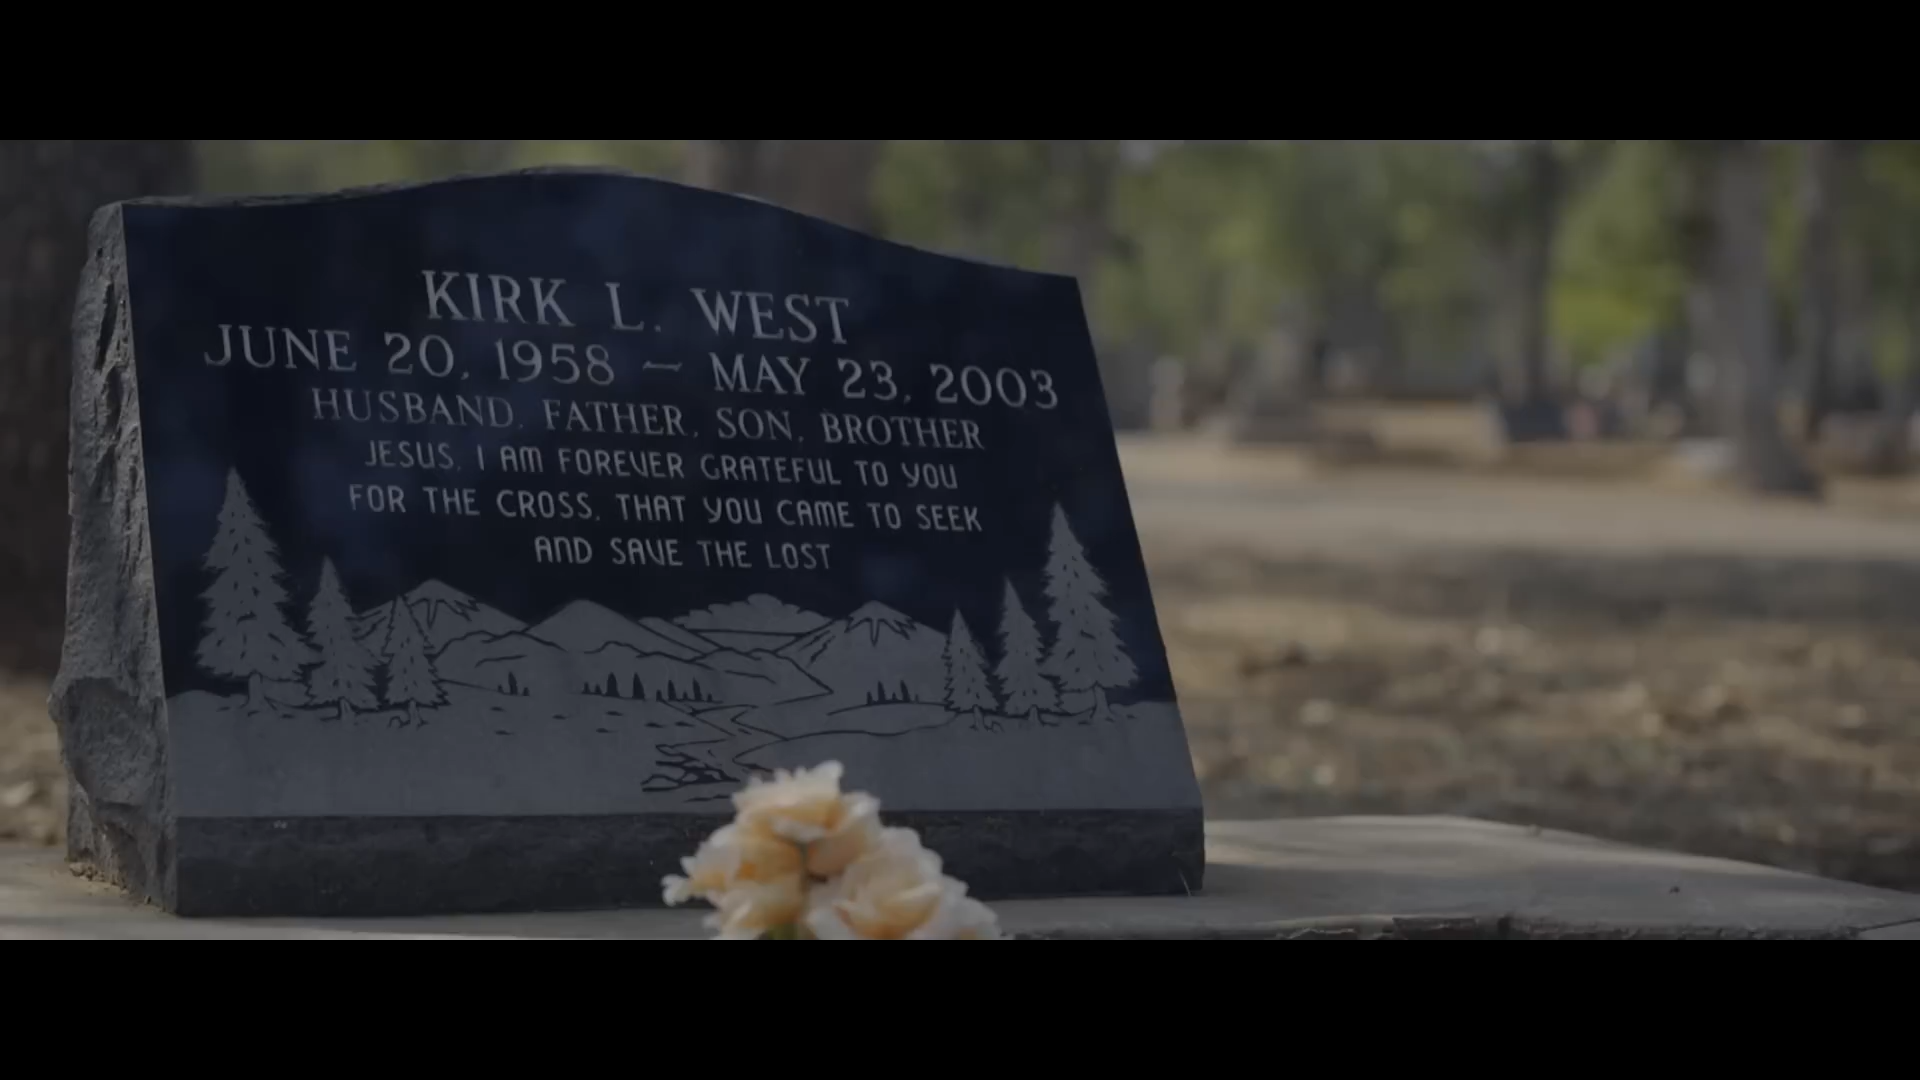 KIRK L. WEST
JUNE 20, 1958 – MAY 23, 2003
HUSBAND, FATHER, SON, BROTHER
JESUS, I AM FOREVER GRATEFUL TO YOU
FOR THE CROSS, THAT YOU CAME TO SEEK
AND SAVE THE LOST